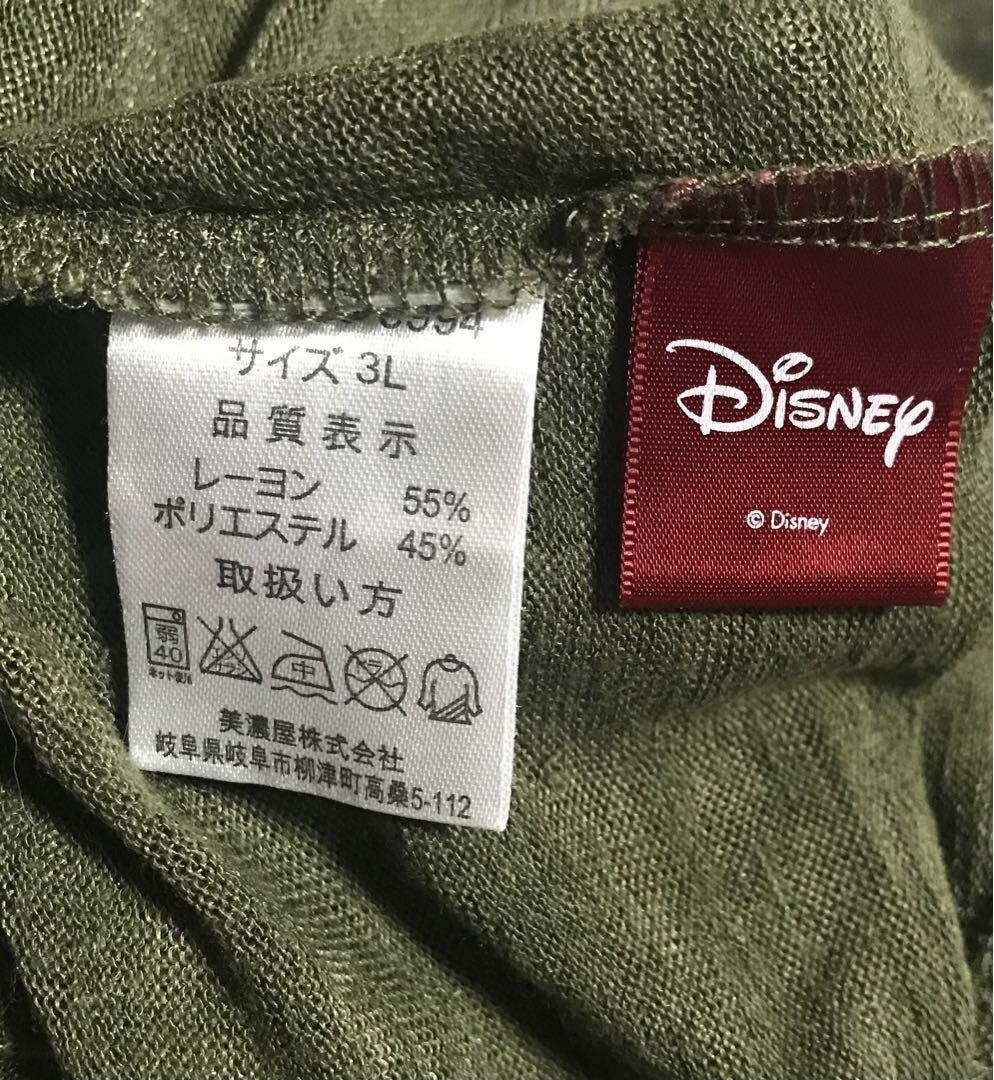 サイズ 3L
品質表示
レーヨン 55%
ポリエステル 45%
取扱い方
弱
40
ネット使用
中
美濃屋株式会社
岐阜県岐阜市柳津町高桑5-112
Disney
© Disney